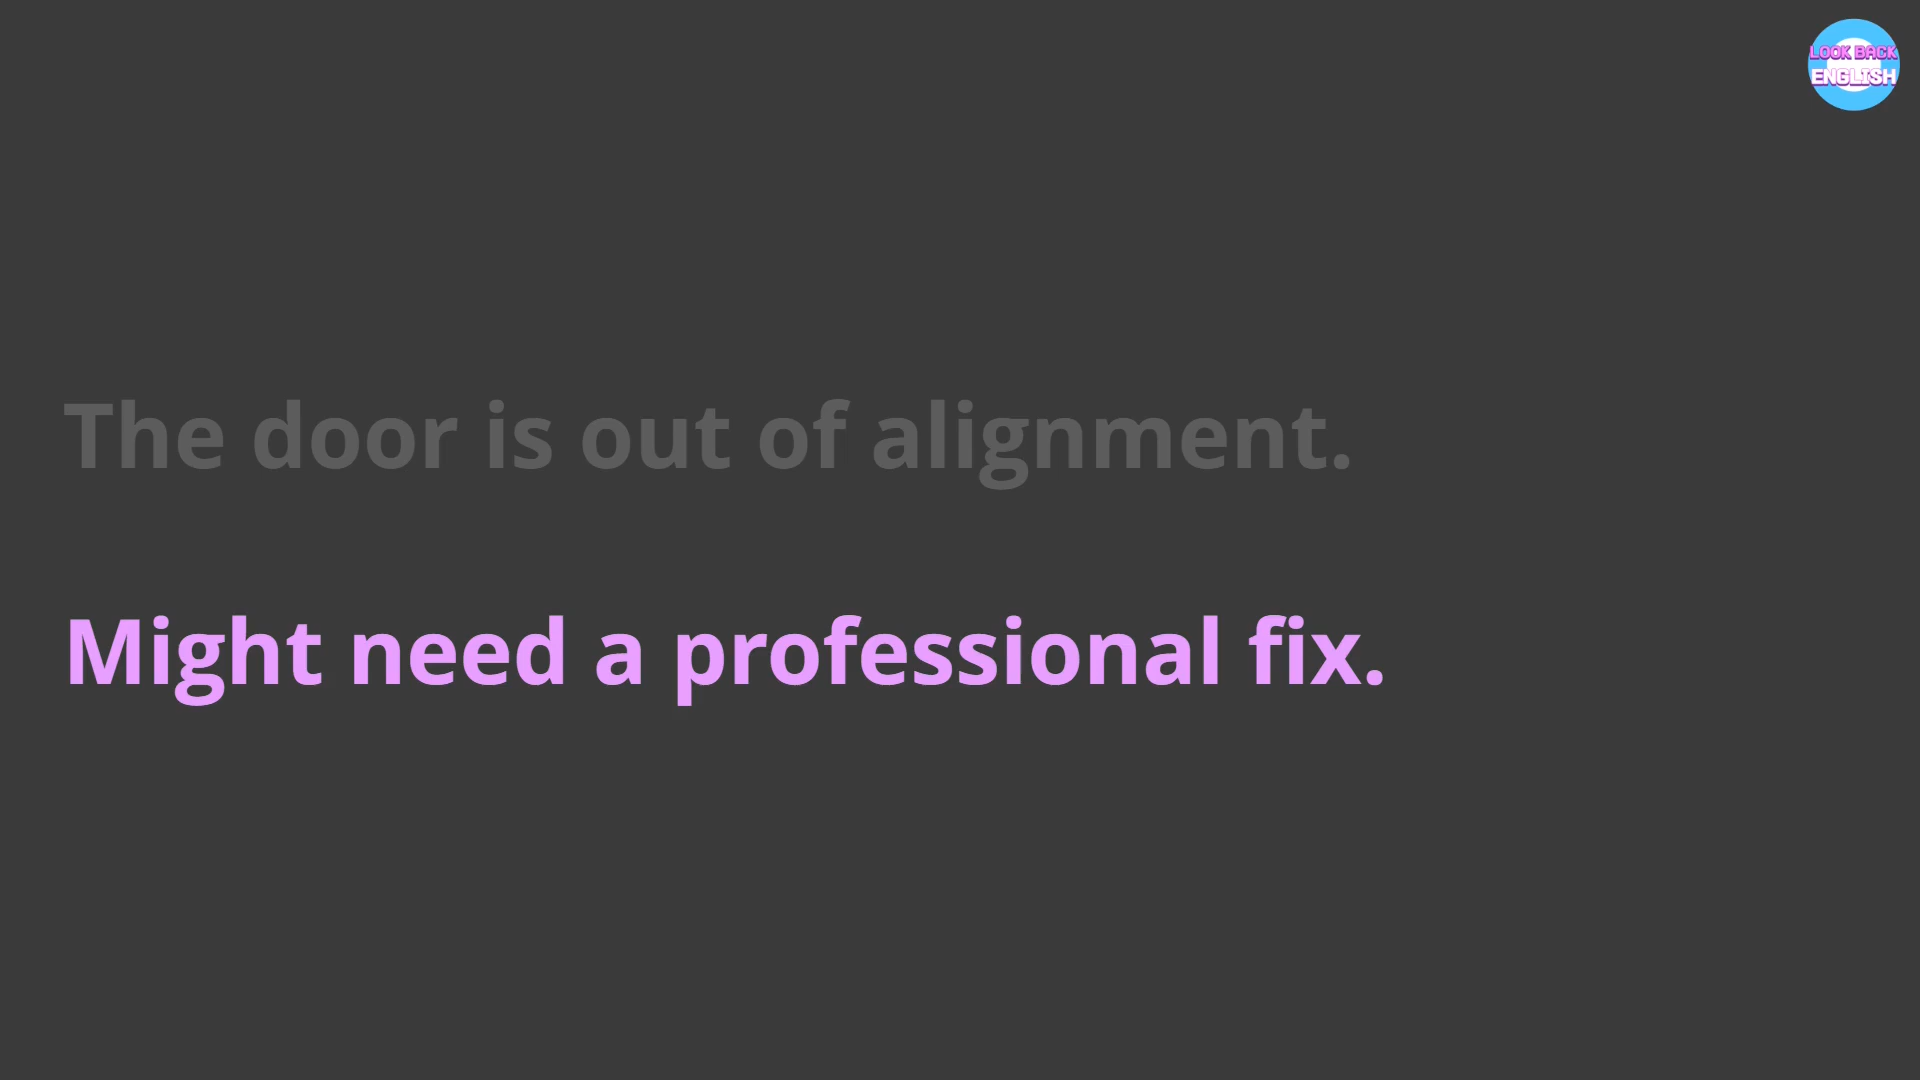 LOOK BACK
ENGLISH
The door is out of alignment.
Might need a professional fix.